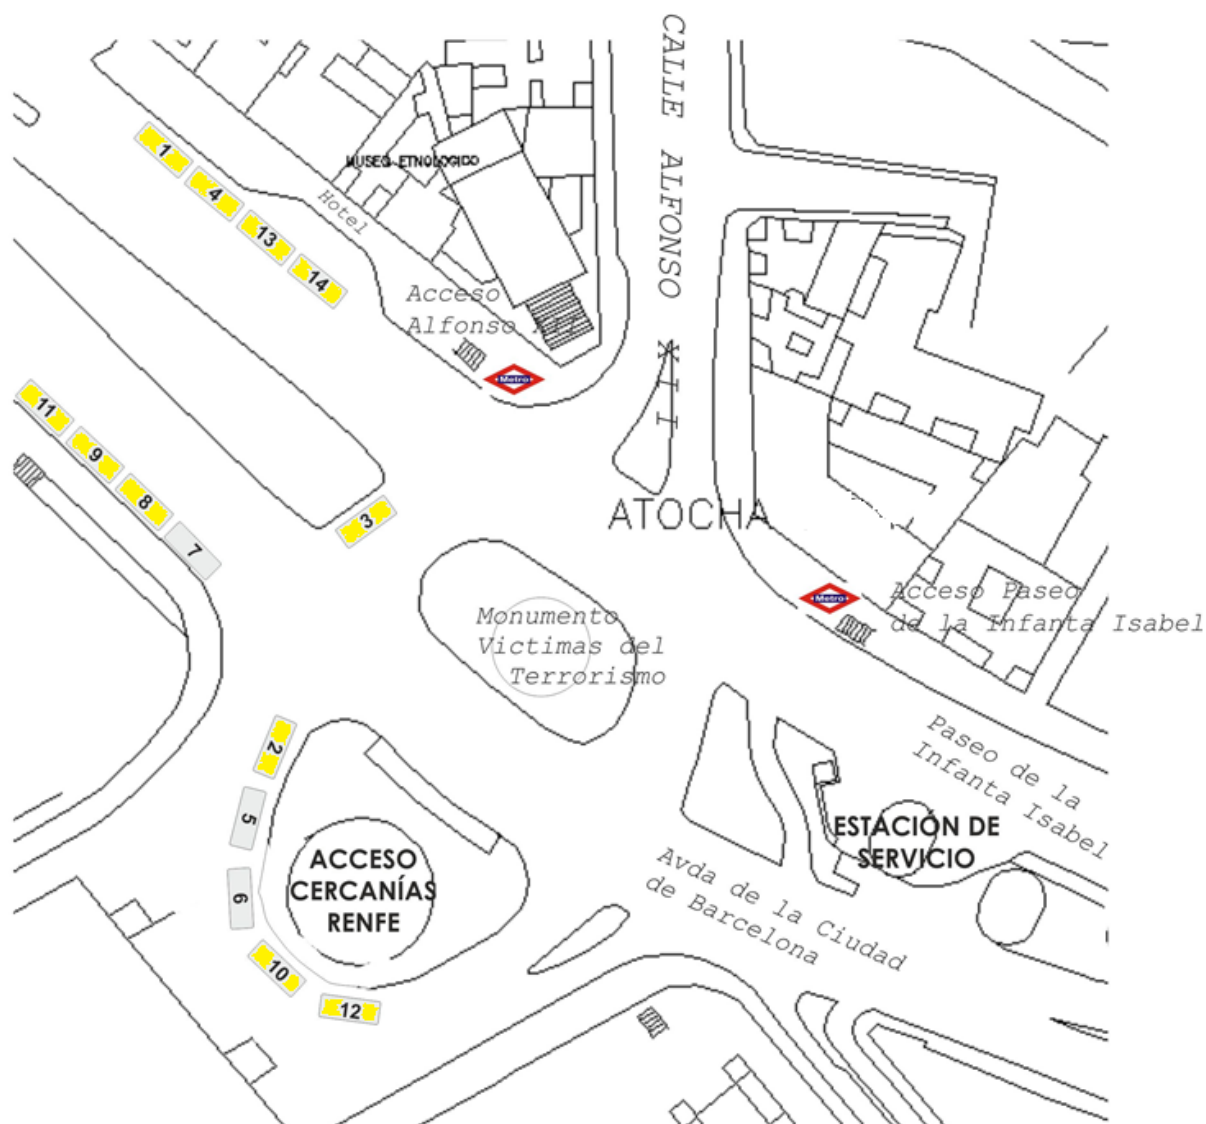 CALLE ALFONSO XII
1
4
13
14
MUSEO ETNOLOGICO
Hotel
Acceso
Alfonso XII
Metro
11
9
8
7
3
ATOCHA
Metro
Acceso Paseo
de la Infanta Isabel
Monumento
Victimas del
Terrorismo
2
5
6
10
12
ACCESO
CERCANÍAS
RENFE
Paseo de la
Infanta Isabel
ESTACIÓN DE
SERVICIO
Avda de la Ciudad
de Barcelona